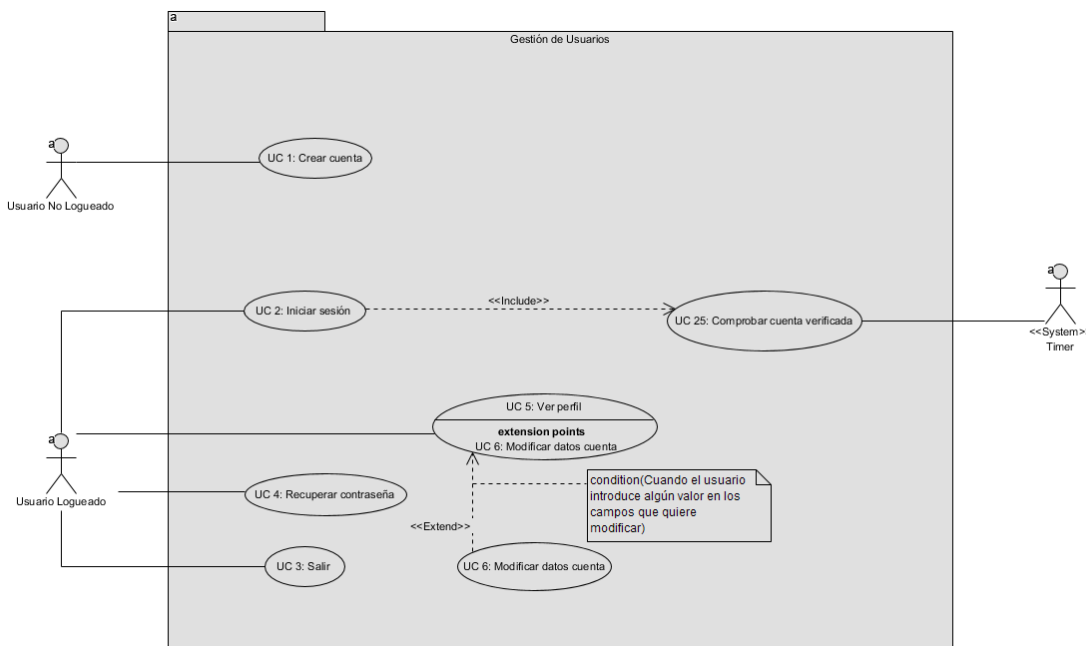 a
Gestión de Usuarios
a
Usuario No Logueado
UC 1: Crear cuenta
a
<<System>
Timer
UC 2: Iniciar sesión
<<Include>>
UC 25: Comprobar cuenta verificada
UC 5: Ver perfil
extension points
UC 6: Modificar datos cuenta
a
Usuario Logueado
UC 4: Recuperar contraseña
condition(Cuando el usuario
introduce algún valor en los
campos que quiere
modificar)
<<Extend>>
UC 3: Salir
UC 6: Modificar datos cuenta